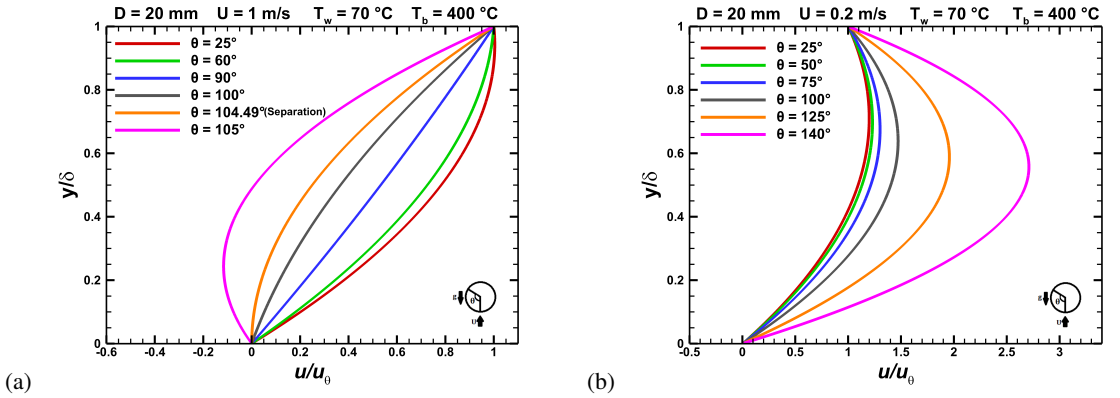 D = 20 mm U = 1 m/s T_w = 70 °C T_b = 400 °C
θ = 25°
θ = 60°
θ = 90°
θ = 100°
θ = 104.49°(Separation)
θ = 105°
y/δ
1
0.8
0.6
0.4
0.2
0
-0.6 -0.4 -0.2 0 0.2 0.4 0.6 0.8 1
u/u_θ
g
θ
U
(a)
D = 20 mm U = 0.2 m/s T_w = 70 °C T_b = 400 °C
θ = 25°
θ = 50°
θ = 75°
θ = 100°
θ = 125°
θ = 140°
y/δ
1
0.8
0.6
0.4
0.2
0
-0.5 0 0.5 1 1.5 2 2.5 3
u/u_θ
g
θ
U
(b)